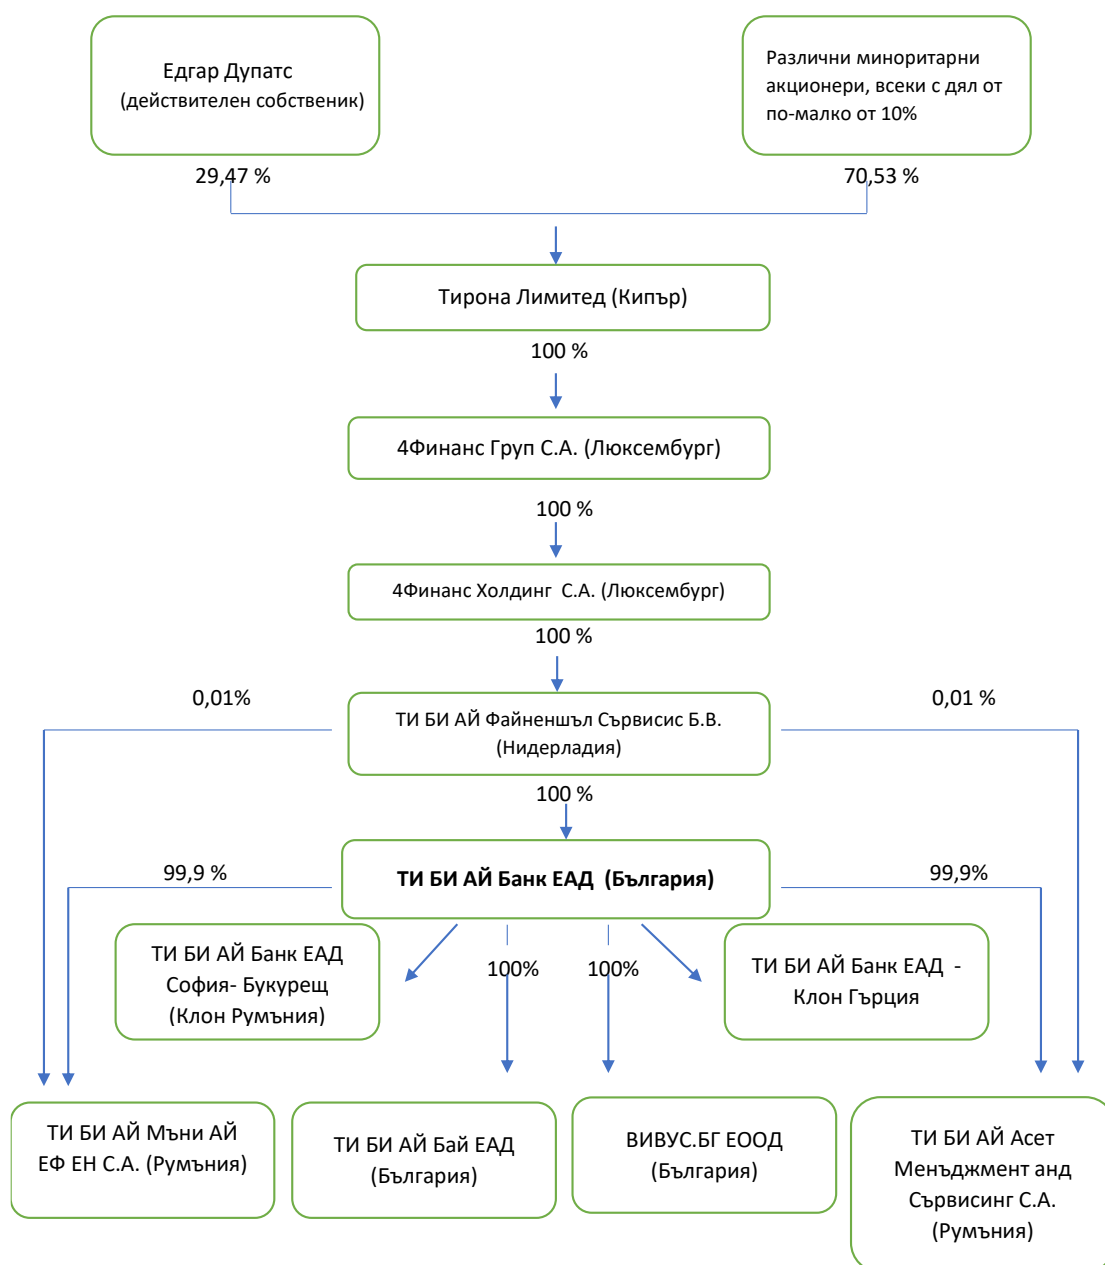 Едгар Дупатс
(действителен собственик)
Различни миноритарни
акционери, всеки с дял от
по-малко от 10%
29,47 %
70,53 %
Тирона Лимитед (Кипър)
100 %
4Финанс Груп С.А. (Люксембург)
100 %
4Финанс Холдинг С.А. (Люксембург)
100 %
0,01%
0,01 %
ТИ БИ АЙ Файненшъл Сървисис Б.В.
(Нидерладия)
100 %
99,9 %
ТИ БИ АЙ Банк ЕАД (България)
99,9%
ТИ БИ АЙ Банк ЕАД
София- Букурещ
(Клон Румъния)
100%
100%
ТИ БИ АЙ Банк ЕАД -
Клон Гърция
ТИ БИ АЙ Мъни АЙ
ЕФ ЕН С.А. (Румъния)
ТИ БИ АЙ Бай ЕАД
(България)
ВИВУС.БГ ЕООД
(България)
ТИ БИ АЙ Асет
Менъджмент анд
Сървисинг С.А.
(Румъния)